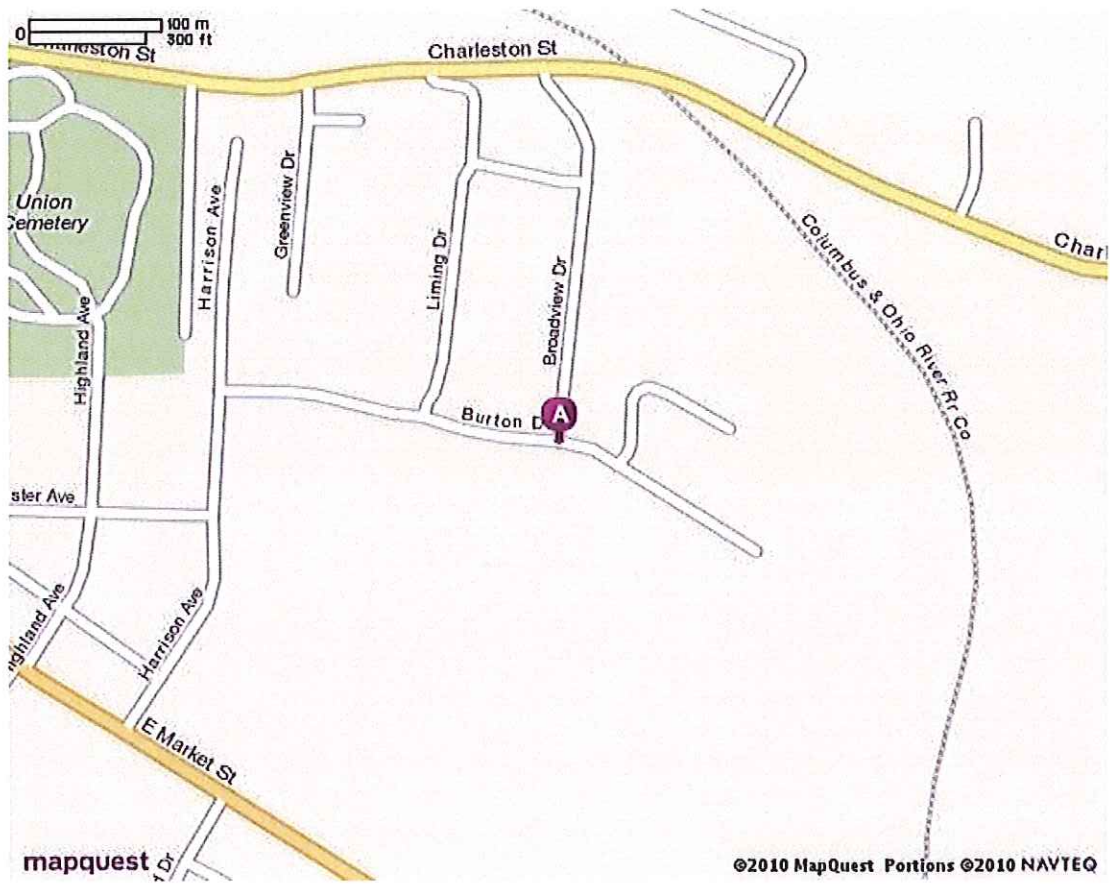 0
100 m
300 ft
St
Charleston St
Union
Cemetery
Harrison Ave
Greenview Dr
Liming Dr
Broadview Dr
Columbus & Ohio River Rr Co
Charl
Highland Ave
Burton D
A
ster Ave
ighland Ave
Harrison Ave
E Market St
d Dr
mapquest
©2010 MapQuest Portions ©2010 NAVTEQ